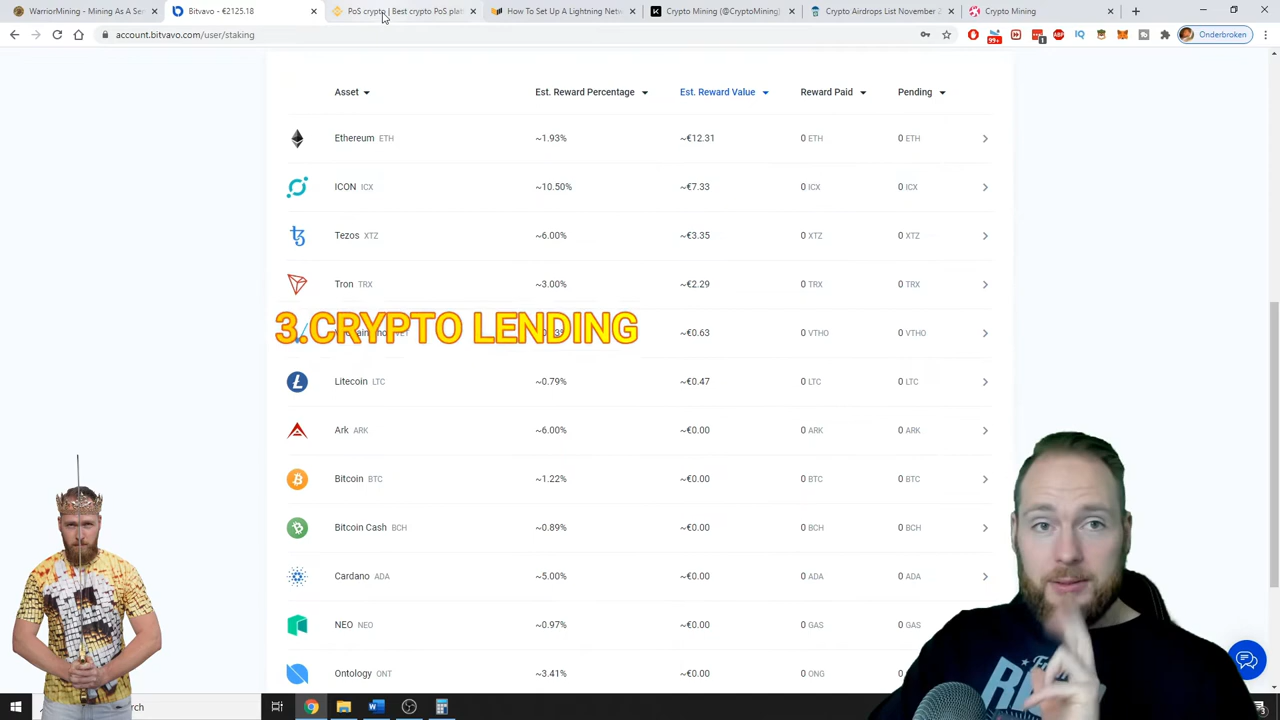 WarriorMining - Mining As A Se
Bitvavo - €2125.18
PoS crypto | Best crypto PoS plat
How To Set Up A Lightning Netw
Crypto Mining (@CryptoMining)
Crypto Airdrops List November 2
Crypto Mining
account.bitvavo.com/user/staking
99+
1
ABP
IQ
Onderbroken
Asset
Est. Reward Percentage
Est. Reward Value
Reward Paid
Pending
Ethereum ETH
~1.93%
~€12.31
0 ETH
0 ETH
ICON ICX
~10.50%
~€7.33
0 ICX
0 ICX
Tezos XTZ
~6.00%
~€3.35
0 XTZ
0 XTZ
Tron TRX
~3.00%
~€2.29
0 TRX
0 TRX
3.CRYPTO LENDING
~€0.63
0 VTHO
0 VTHO
Litecoin LTC
~0.79%
~€0.47
0 LTC
0 LTC
Ark ARK
~6.00%
~€0.00
0 ARK
0 ARK
Bitcoin BTC
~1.22%
~€0.00
0 BTC
0 BTC
Bitcoin Cash BCH
~0.89%
~€0.00
0 BCH
0 BCH
Cardano ADA
~5.00%
~€0.00
0 ADA
0 ADA
NEO NEO
~0.97%
~€0.00
0 GAS
0 GAS
Ontology ONT
~3.41%
~€0.00
0 ONG
0 ONG
rch
3